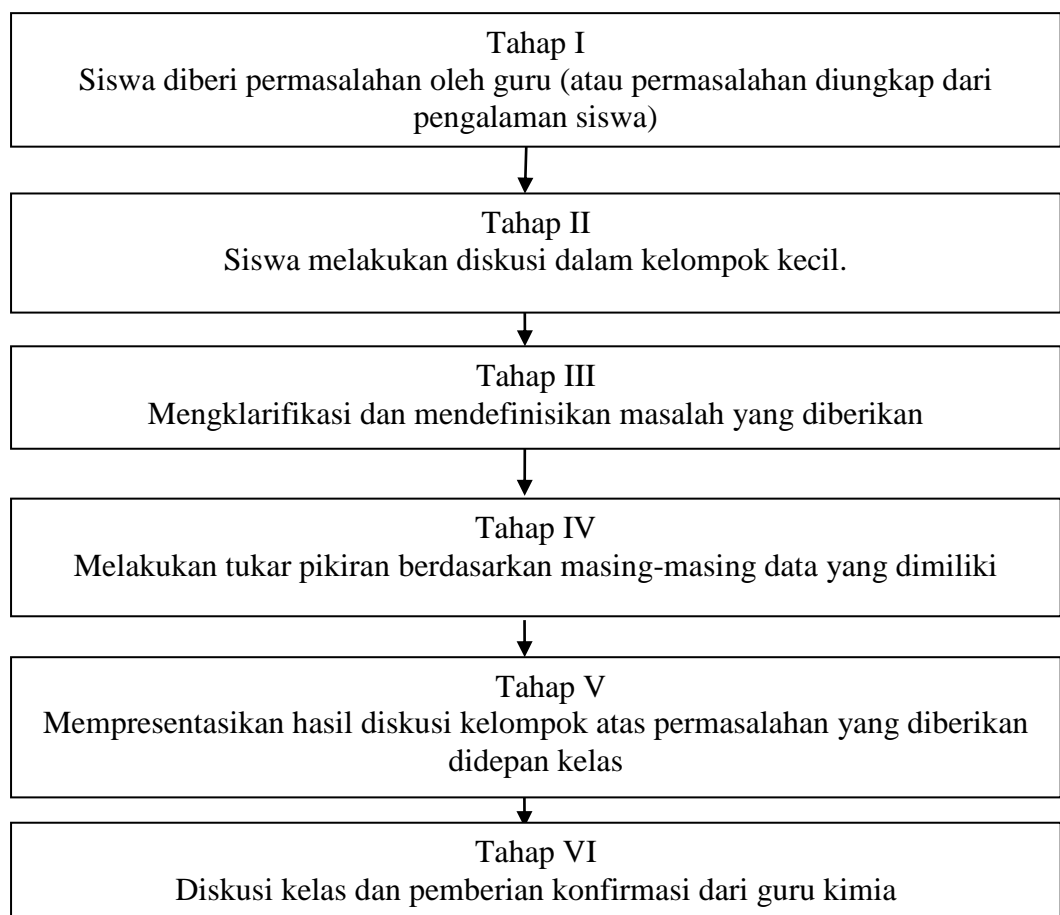 Tahap I
Siswa diberi permasalahan oleh guru (atau permasalahan diungkap dari
pengalaman siswa)
Tahap II
Siswa melakukan diskusi dalam kelompok kecil.
Tahap III
Mengklarifikasi dan mendefinisikan masalah yang diberikan
Tahap IV
Melakukan tukar pikiran berdasarkan masing-masing data yang dimiliki
Tahap V
Mempresentasikan hasil diskusi kelompok atas permasalahan yang diberikan
didepan kelas
Tahap VI
Diskusi kelas dan pemberian konfirmasi dari guru kimia